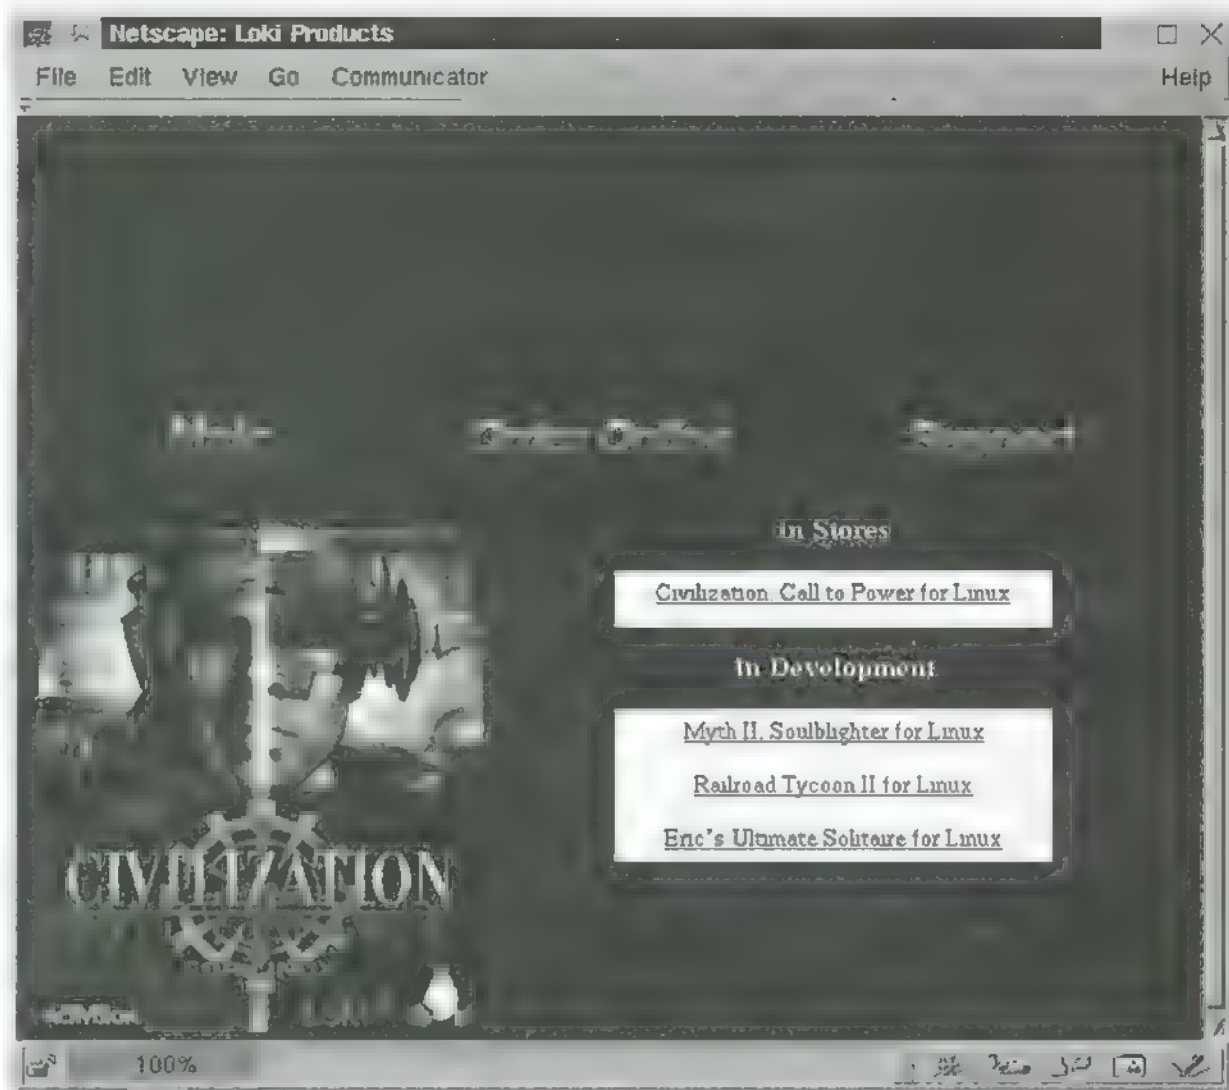 Netscape: Loki Products
File Edit View Go Communicator Help
In Stores
Civilization, Call to Power for Linux
In Development
Myth II, Soulblighter for Linux
Railroad Tycoon II for Linux
Eric's Ultimate Solitaire for Linux
CIVILIZATION
100%